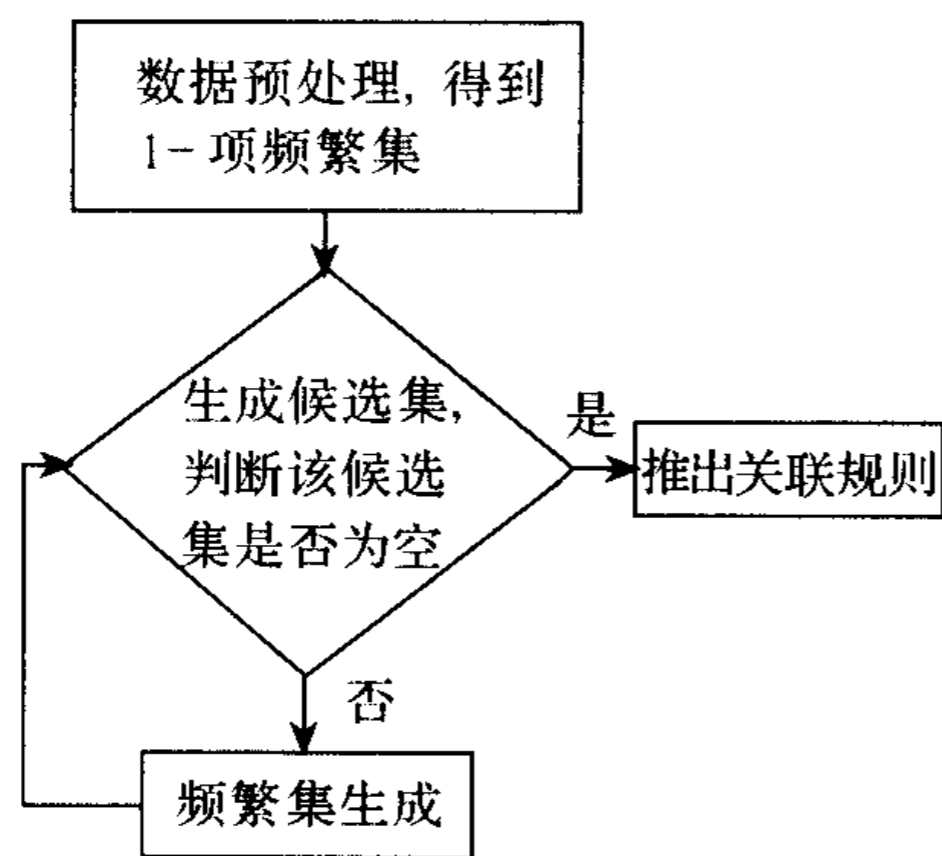 数据预处理, 得到
1-项频繁集
生成候选集,
判断该候选
集是否为空
是
推出关联规则
否
频繁集生成